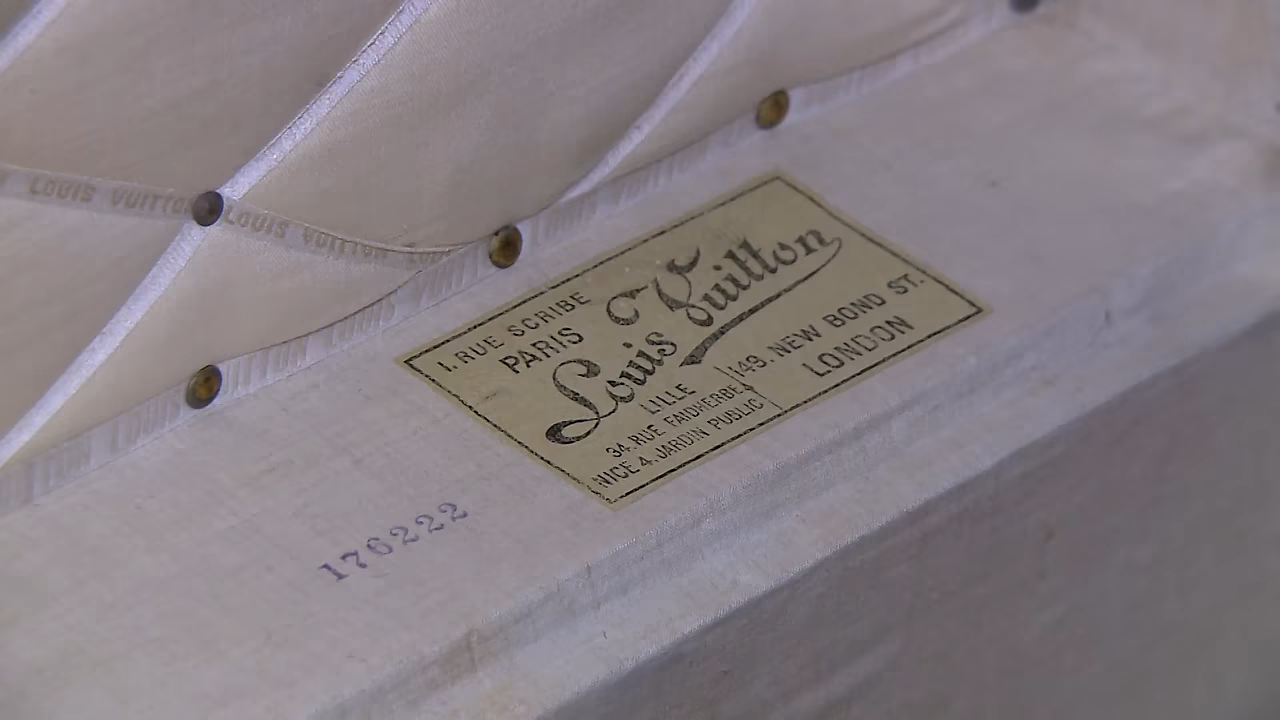 LOUIS VUITTON
LOUIS VUITTON
1. RUE SCRIBE
PARIS
Louis Vuitton
LILLE
34. RUE FAIDHERBE
NICE 4. JARDIN PUBLIC
149. NEW BOND ST.
LONDON
176222